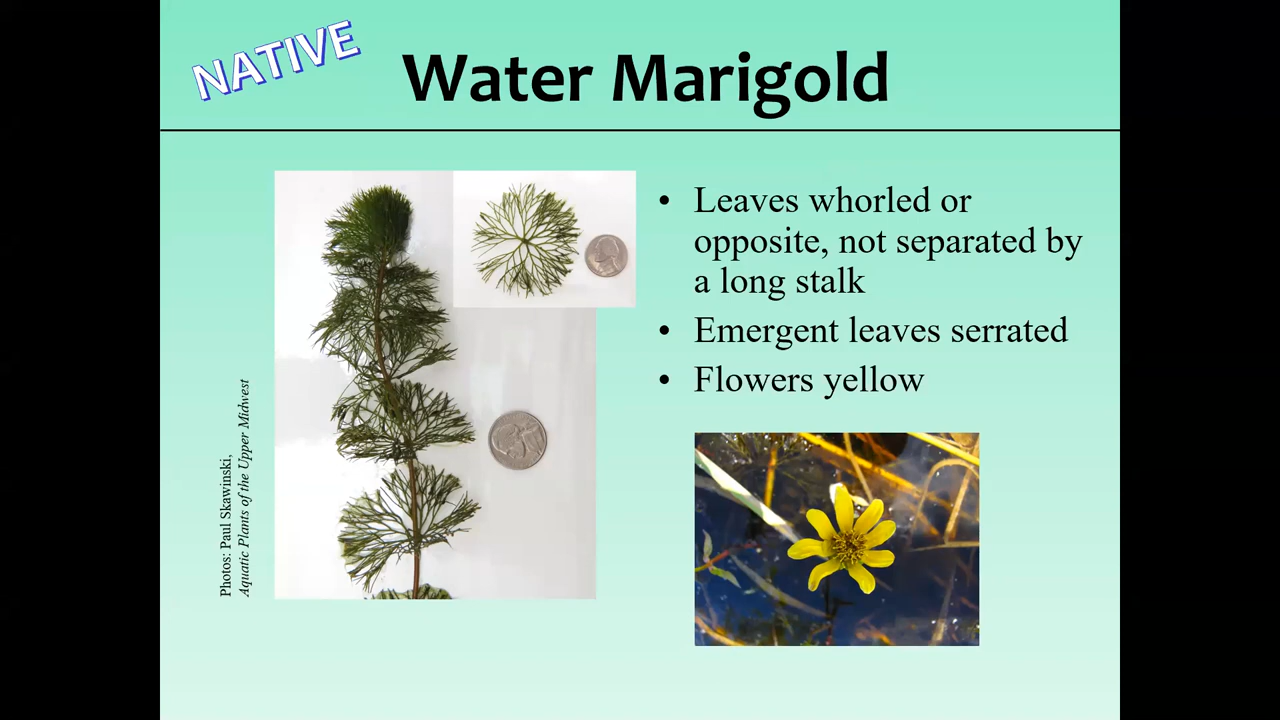 NATIVE
Water Marigold
• Leaves whorled or
opposite, not separated by
a long stalk
• Emergent leaves serrated
• Flowers yellow
Photos: Paul Skawinski,
Aquatic Plants of the Upper Midwest